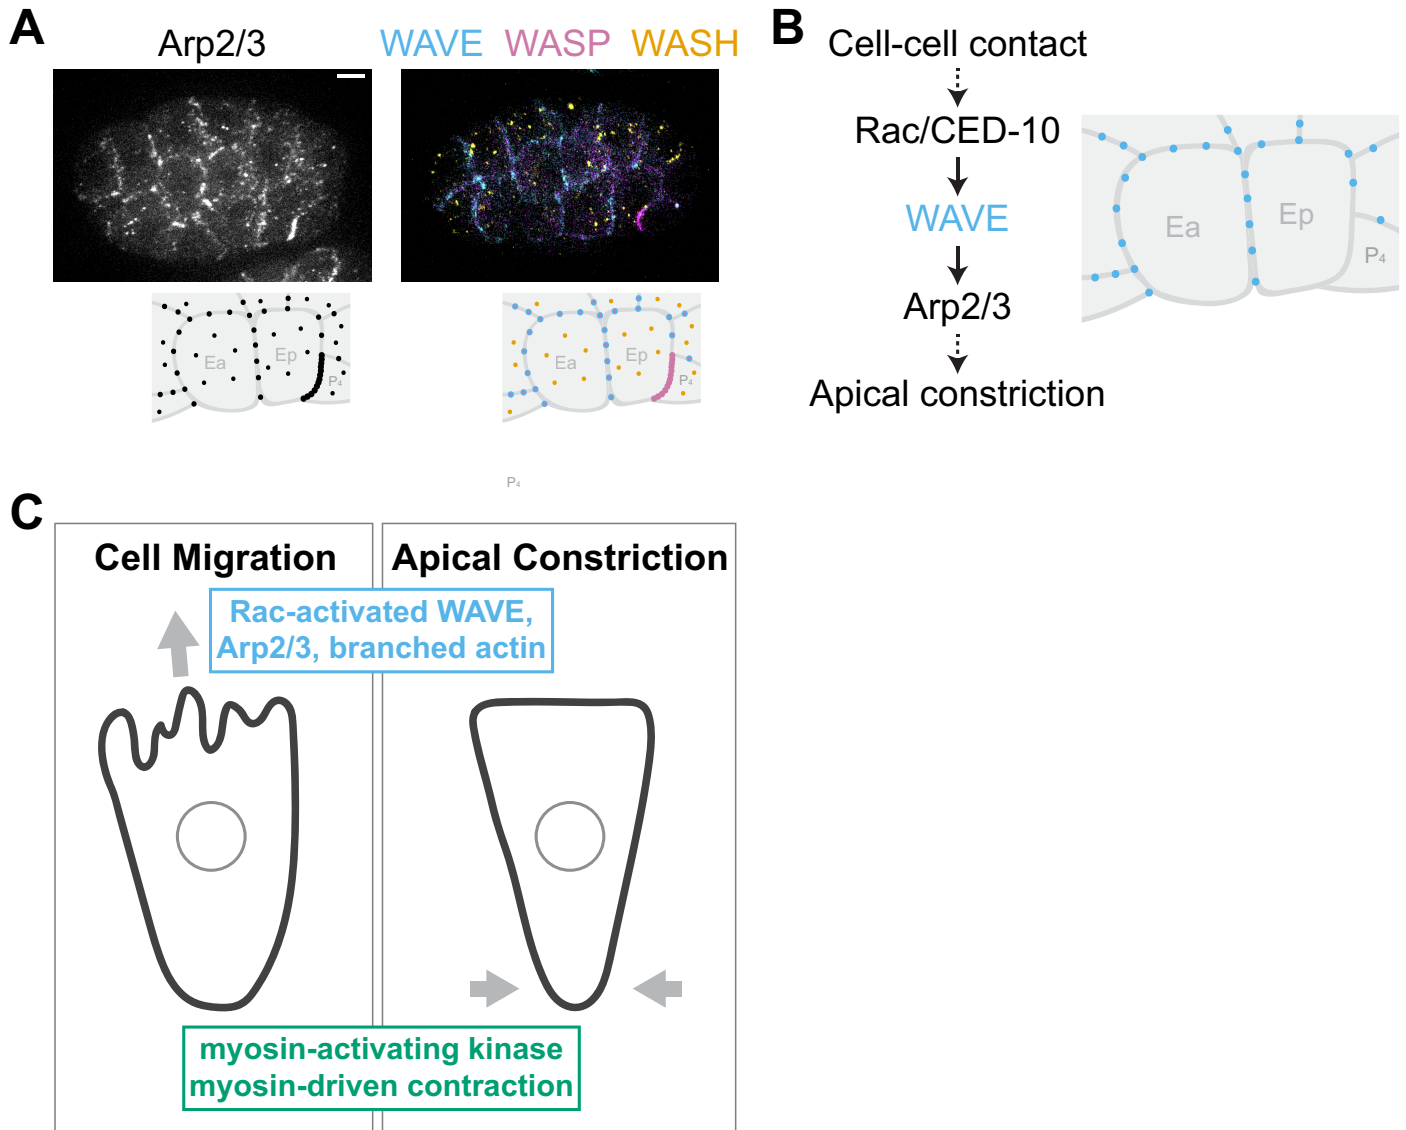 A
Arp2/3
WAVE WASP WASH
Ea
Ep
P4
Ea
Ep
P4
P4
B
Cell-cell contact
Rac/CED-10
WAVE
Arp2/3
Apical constriction
Ea
Ep
P4
C
Cell Migration
Apical Constriction
Rac-activated WAVE,
Arp2/3, branched actin
myosin-activating kinase
myosin-driven contraction